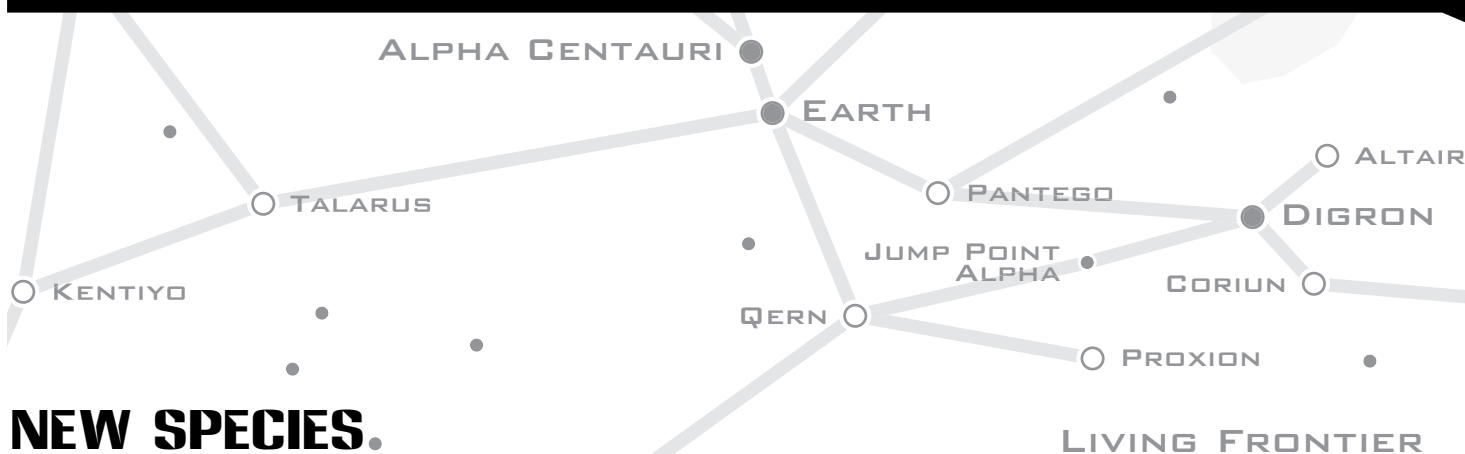 ALPHA CENTAURI
EARTH
ALTAIR
TALARUS
PANTEGO
DIGRON
JUMP POINT
ALPHA
CORIUN
KENTIYO
QERN
PROXION
NEW SPECIES
LIVING FRONTIER